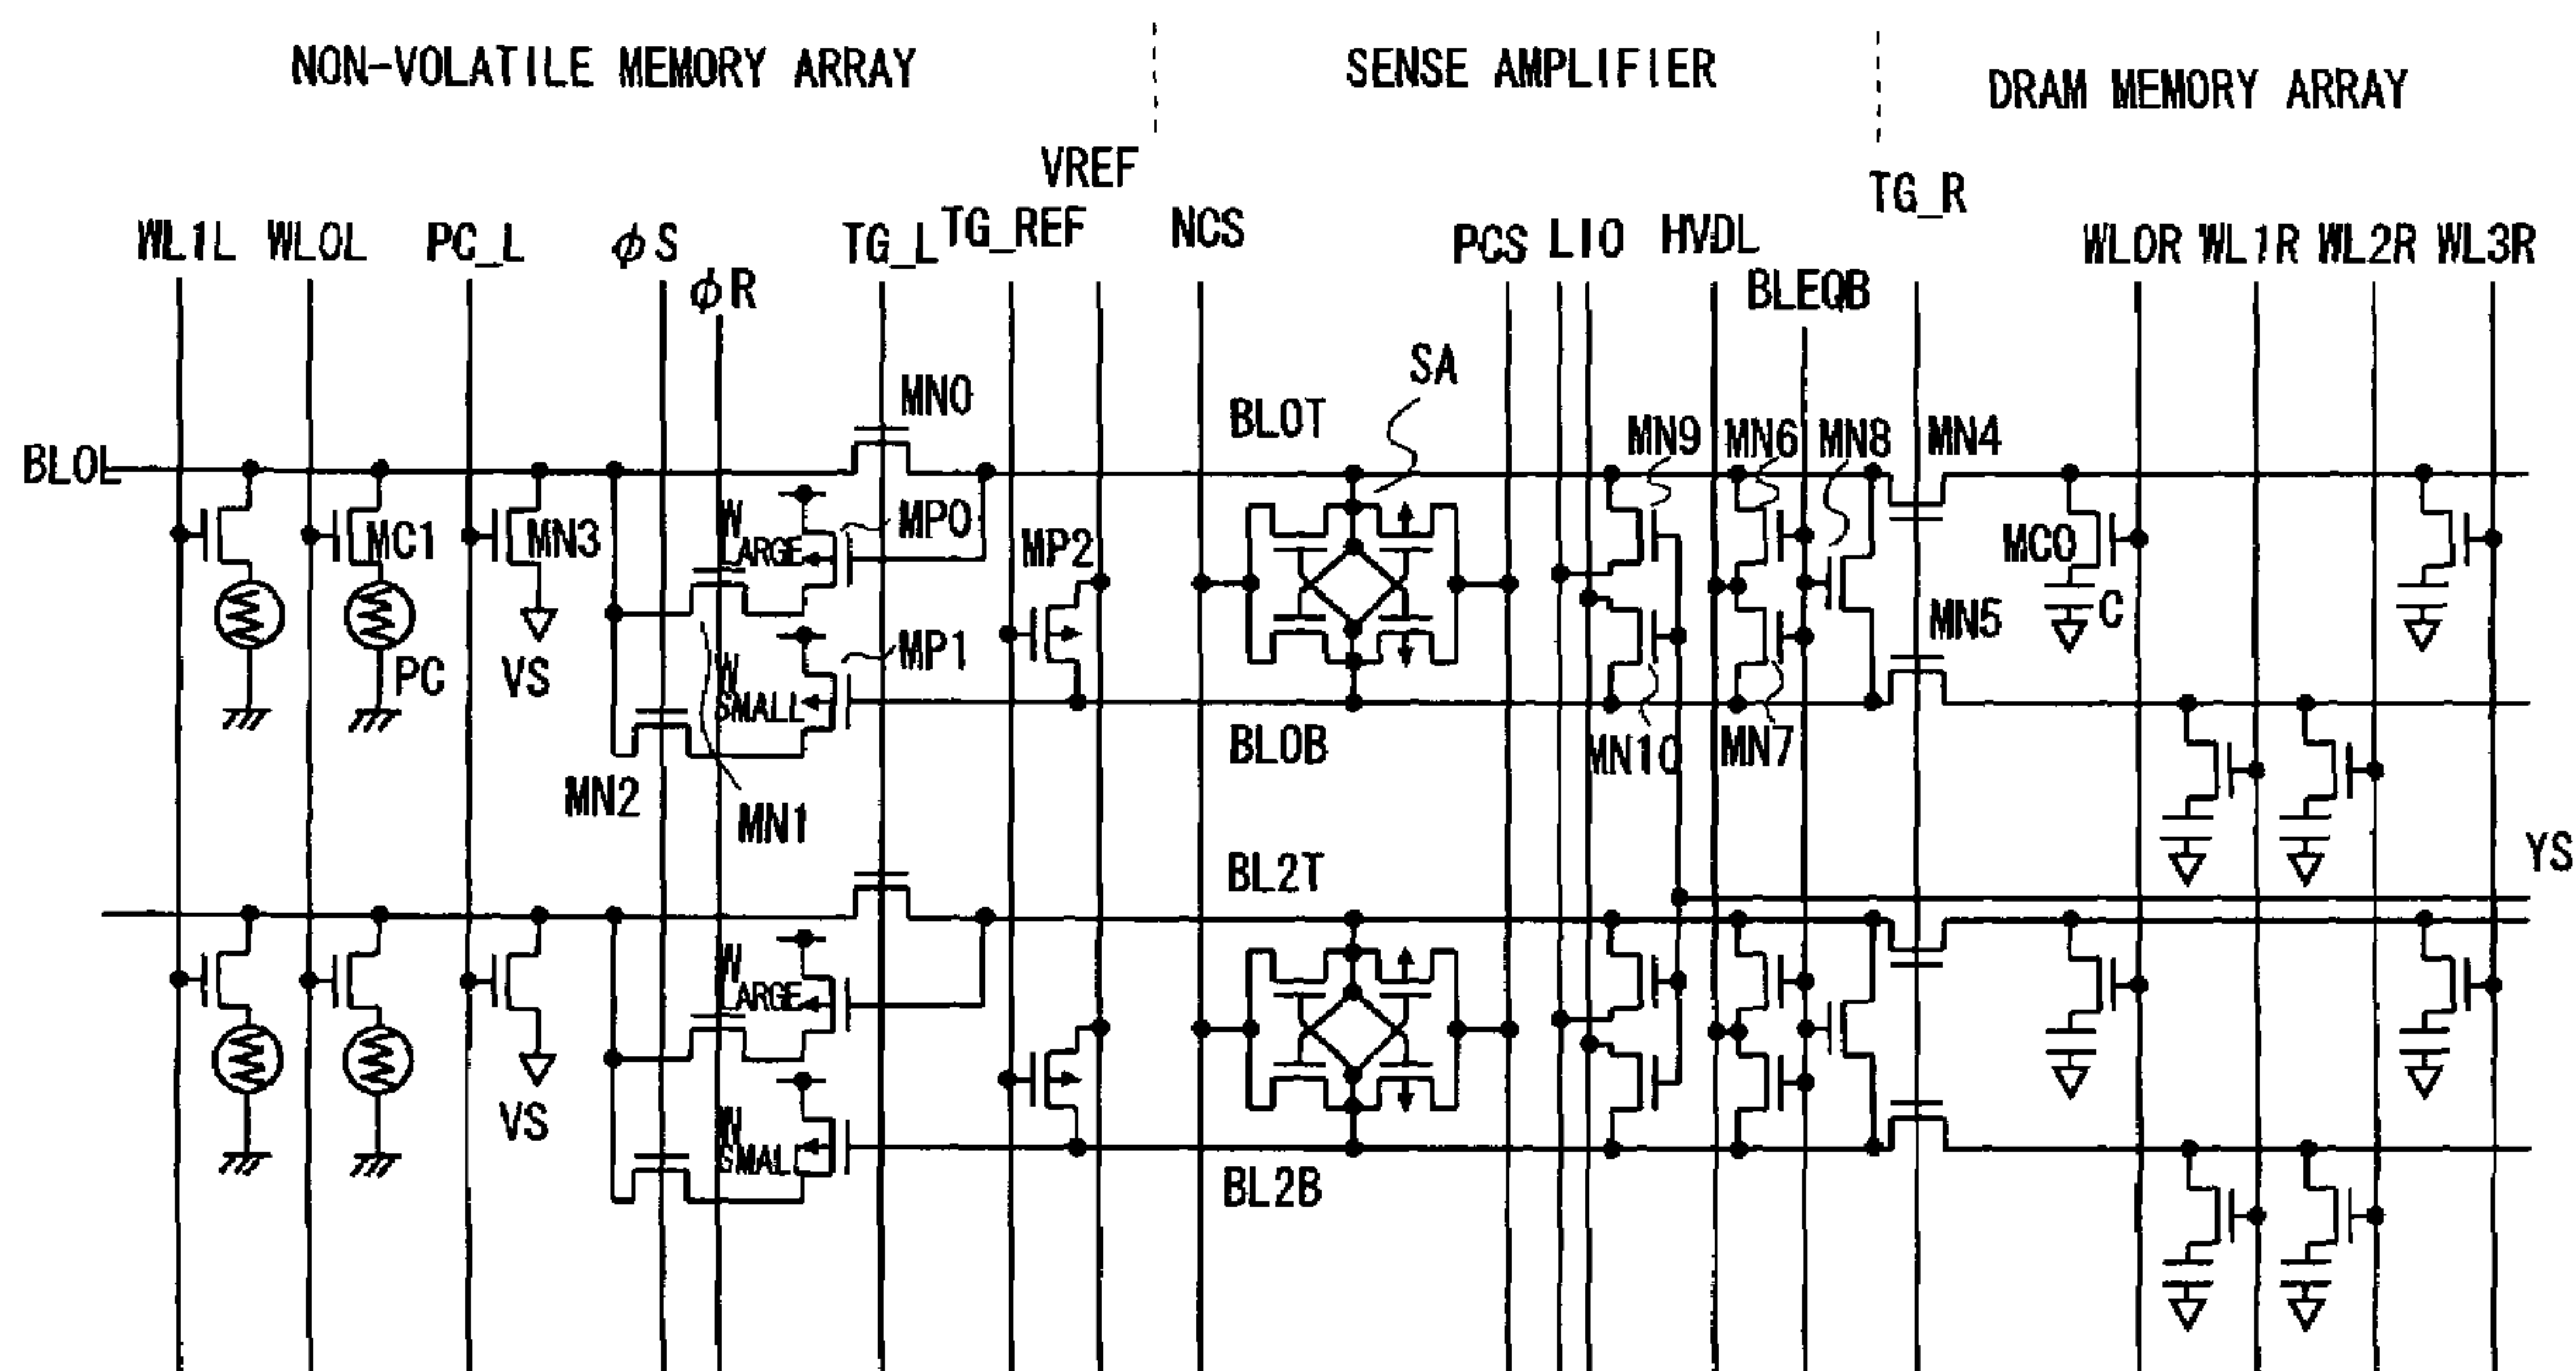 NON-VOLATILE MEMORY ARRAY
SENSE AMPLIFIER
DRAM MEMORY ARRAY
VREF
TG_R
WL1L
WL0L
PC_L
φS
TG_L
TG_REF
NCS
PCS
LIO
HVDL
WL0R
WL1R
WL2R
WL3R
φR
BLEQB
SA
MN0
BL0T
MN9
MN6
MN8
MN4
BL0L
W
LARGE
MP0
MC1
MN3
MP2
MC0
C
MN5
PC
VS
W
SMALL
MP1
BL0B
MN10
MN7
MN2
MN1
YS
BL2T
W
LARGE
VS
W
SMALL
BL2B